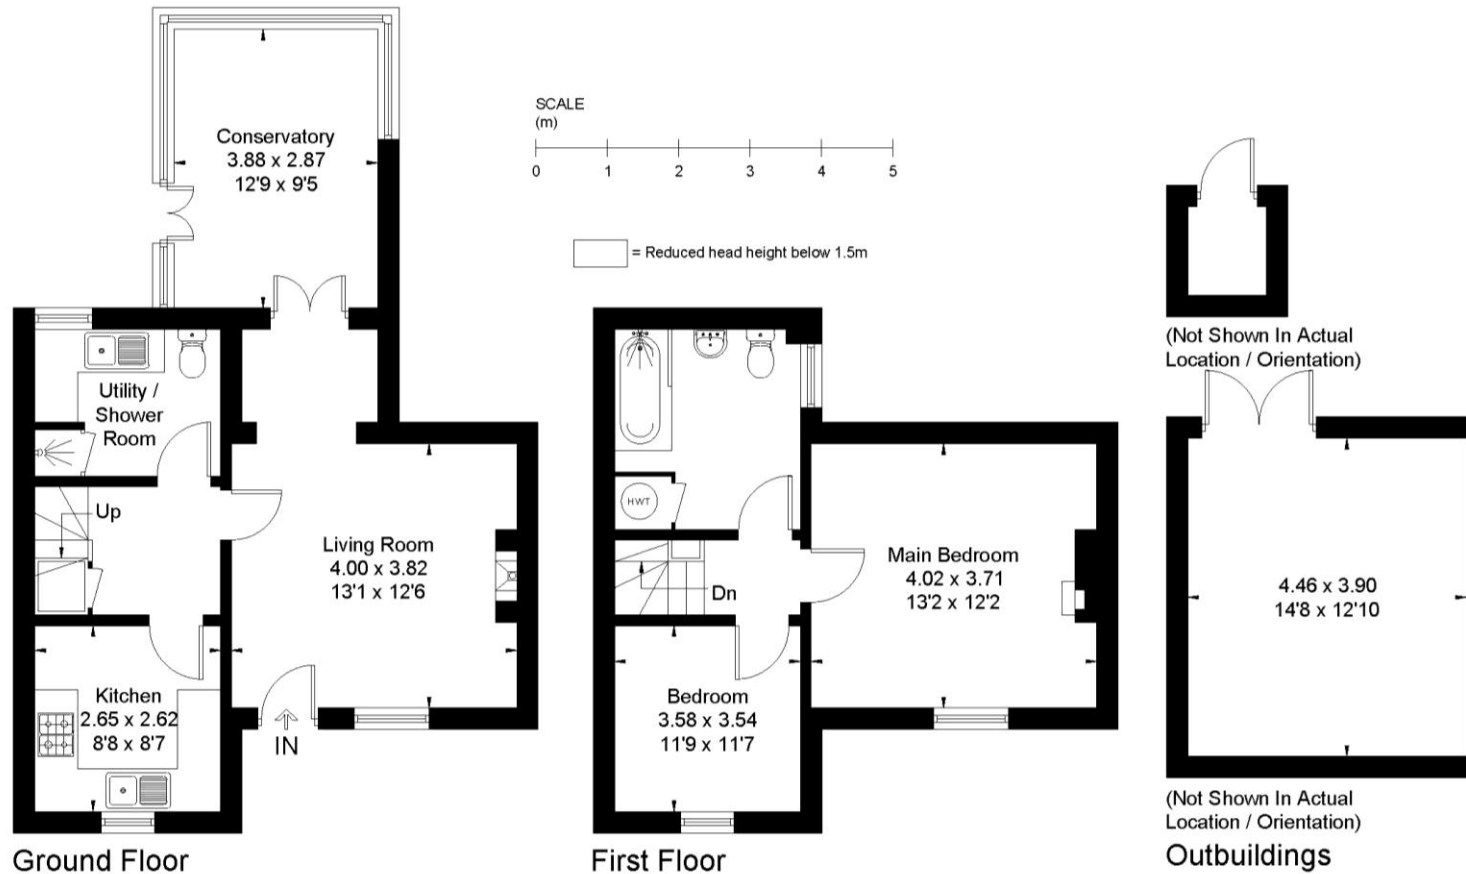 Conservatory
3.88 x 2.87
12'9 x 9'5
SCALE
(m)
0 1 2 3 4 5
= Reduced head height below 1.5m
Utility /
Shower
Room
Up
Living Room
4.00 x 3.82
13'1 x 12'6
Kitchen
2.65 x 2.62
8'8 x 8'7
IN
Ground Floor
HWT
Dn
Main Bedroom
4.02 x 3.71
13'2 x 12'2
Bedroom
3.58 x 3.54
11'9 x 11'7
First Floor
(Not Shown In Actual
Location / Orientation)
4.46 x 3.90
14'8 x 12'10
(Not Shown In Actual
Location / Orientation)
Outbuildings